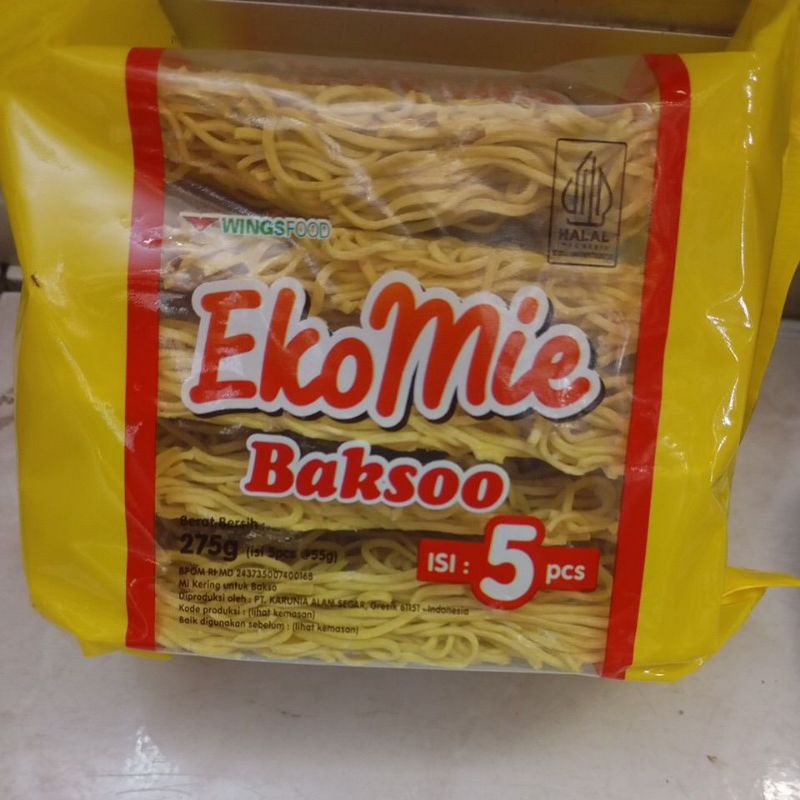 WINGSFOOD
HALAL
INDONESIA
EkoMie
Baksoo
Berat Bersih :
275g (isi 5pcs @55g)
ISI : 5 pcs
BPOM RI MD 243735007400168
Mi Kering untuk Bakso
Diproduksi oleh : PT. KARUNIA ALAM SEGAR, Gresik 61151 - Indonesia
Kode produksi : (lihat kemasan)
Baik digunakan sebelum : (lihat kemasan)